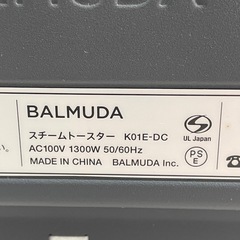 BALMUDA
スチームトースター K01E-DC
AC100V 1300W 50/60Hz
MADE IN CHINA BALMUDA Inc.
UL Japan
PS
E
い。